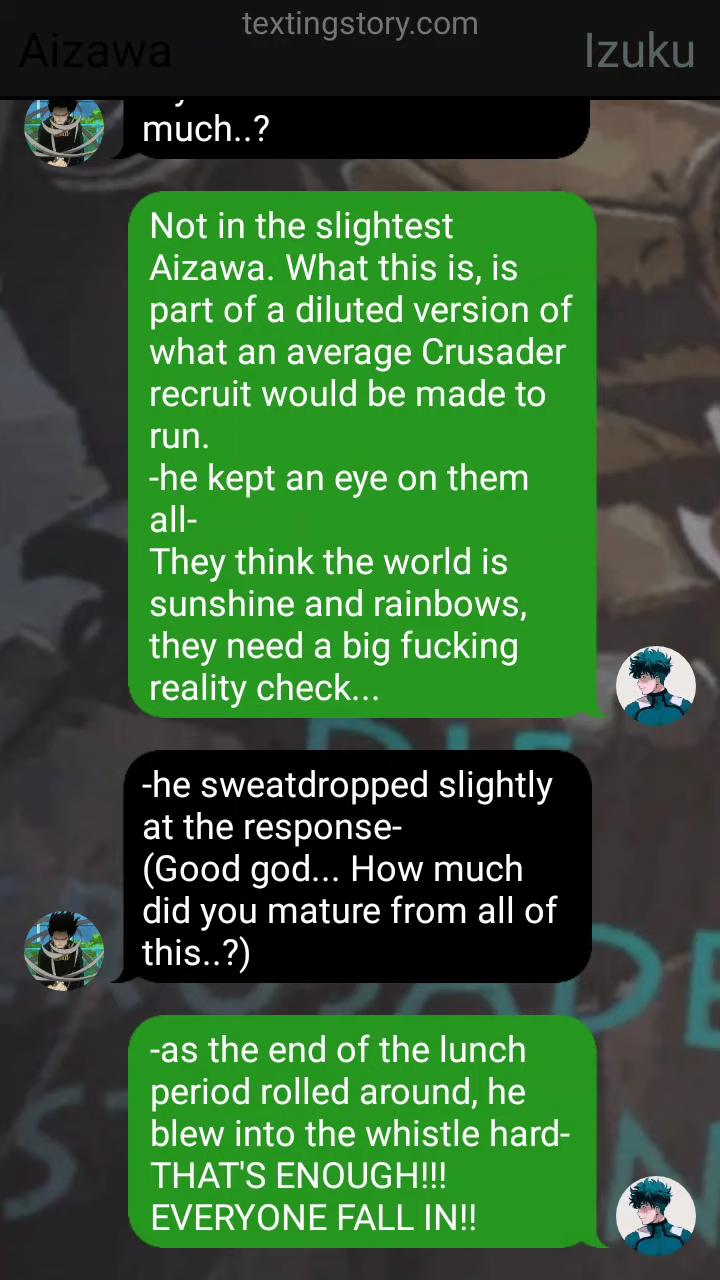 textingstory.com
Aizawa
Izuku
much..?
Not in the slightest
Aizawa. What this is, is
part of a diluted version of
what an average Crusader
recruit would be made to
run.
-he kept an eye on them
all-
They think the world is
sunshine and rainbows,
they need a big fucking
reality check...
-he sweatdropped slightly
at the response-
(Good god... How much
did you mature from all of
this..?)
-as the end of the lunch
period rolled around, he
blew into the whistle hard-
THAT'S ENOUGH!!!
EVERYONE FALL IN!!